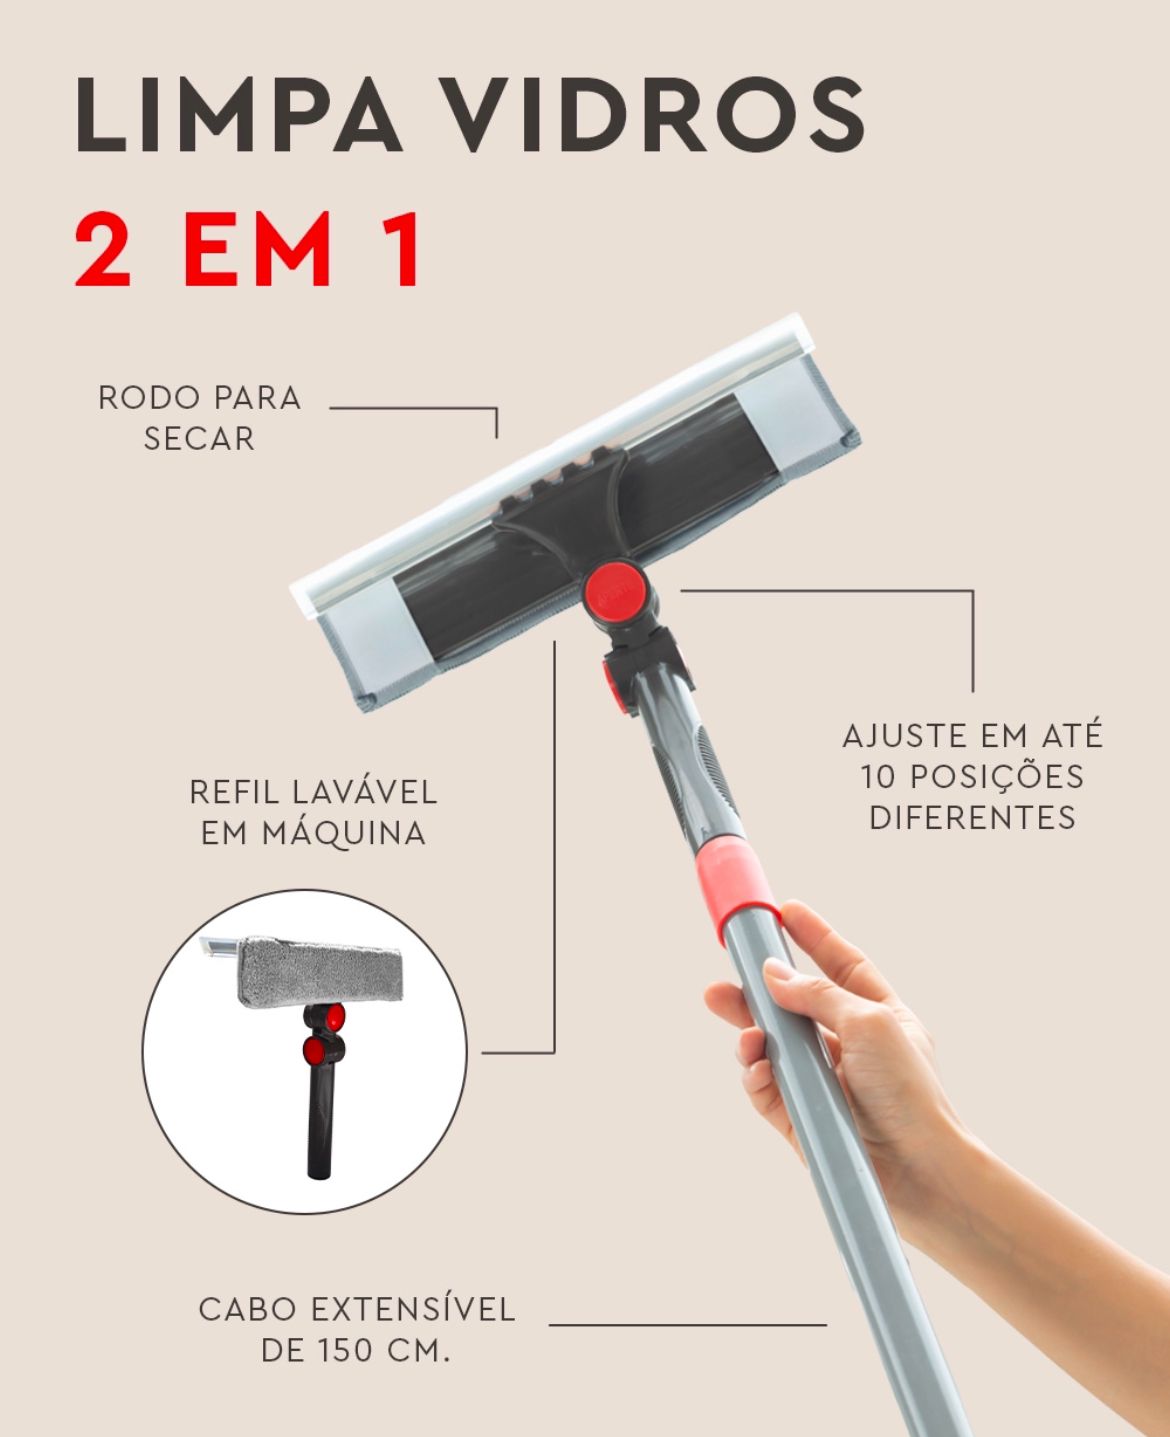 LIMPA VIDROS
2 EM 1
RODO PARA
SECAR
AJUSTE EM ATÉ
10 POSIÇÕES
DIFERENTES
REFIL LAVÁVEL
EM MÁQUINA
CABO EXTENSÍVEL
DE 150 CM.